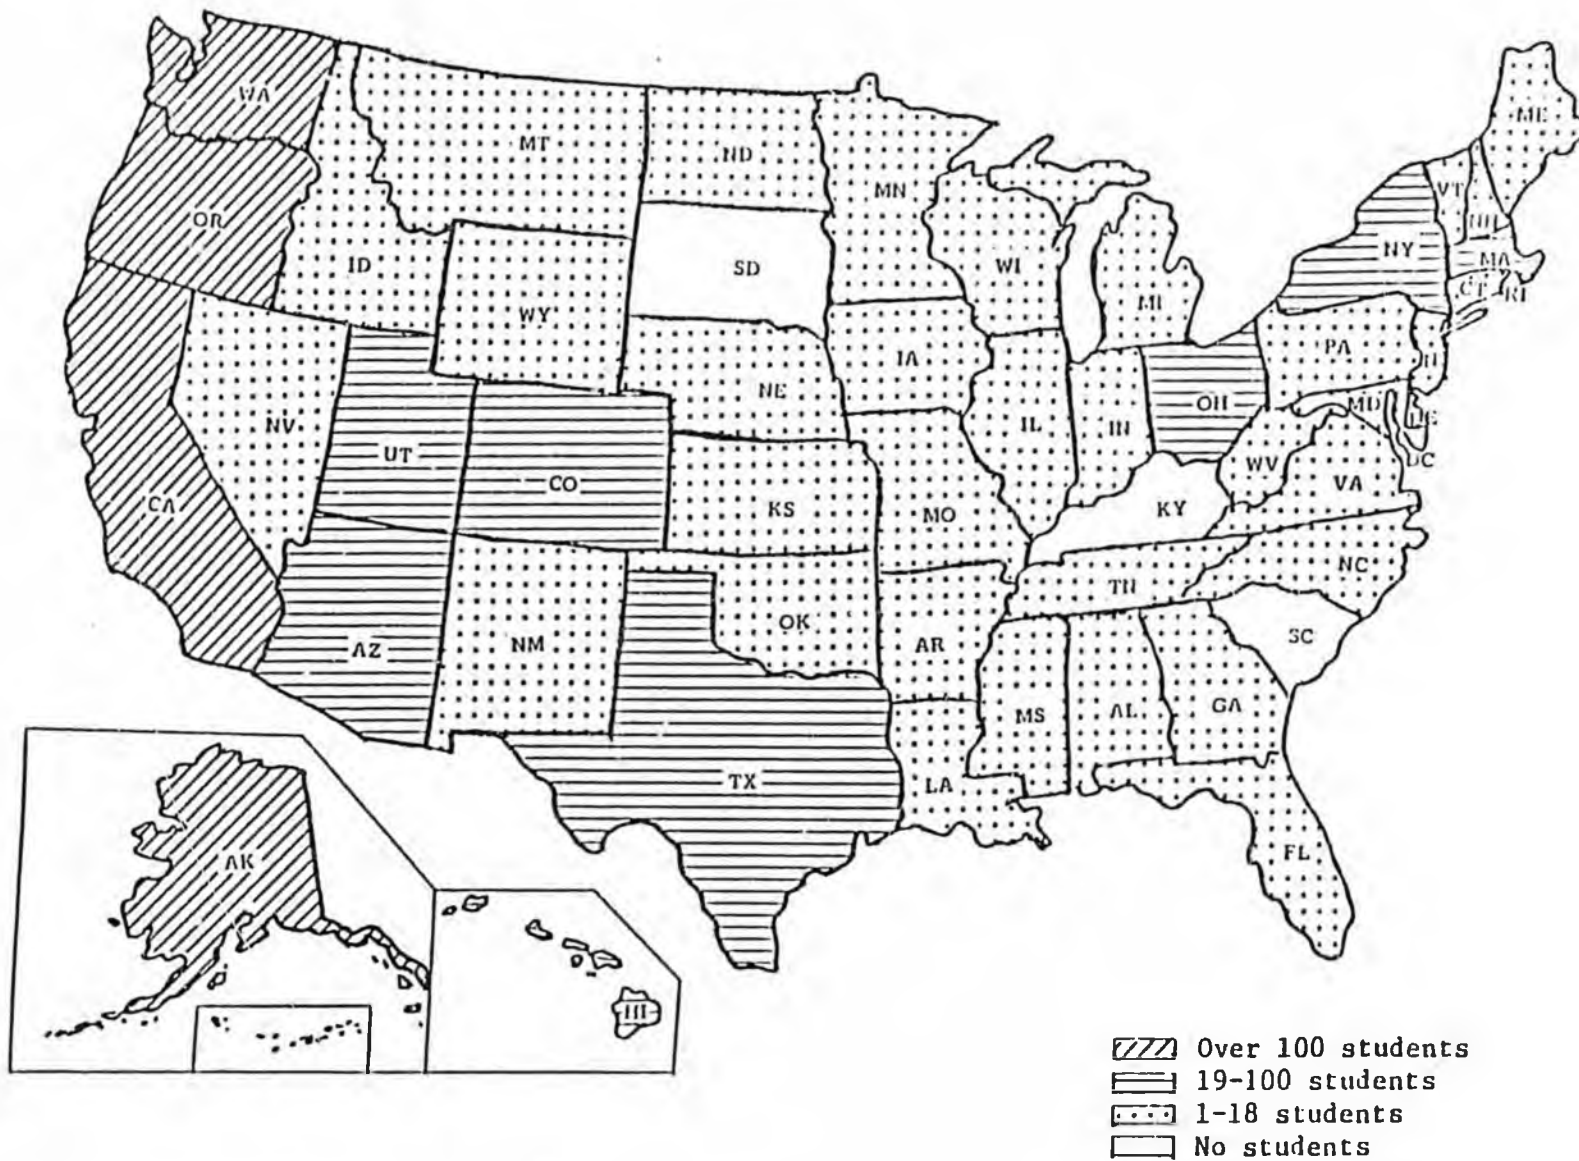 WA
MT
ND
MN
ME
VT
NH
OR
ID
SD
WI
NY
MA
CT
RI
WY
MI
IA
PA
NE
NV
IL
IN
OH
MD
DE
UT
CO
WV
DC
CA
KS
MO
KY
VA
NC
TN
AZ
NM
OK
AR
SC
MS
AL
GA
TX
LA
FL
AK
HI
Over 100 students
19-100 students
1-18 students
No students